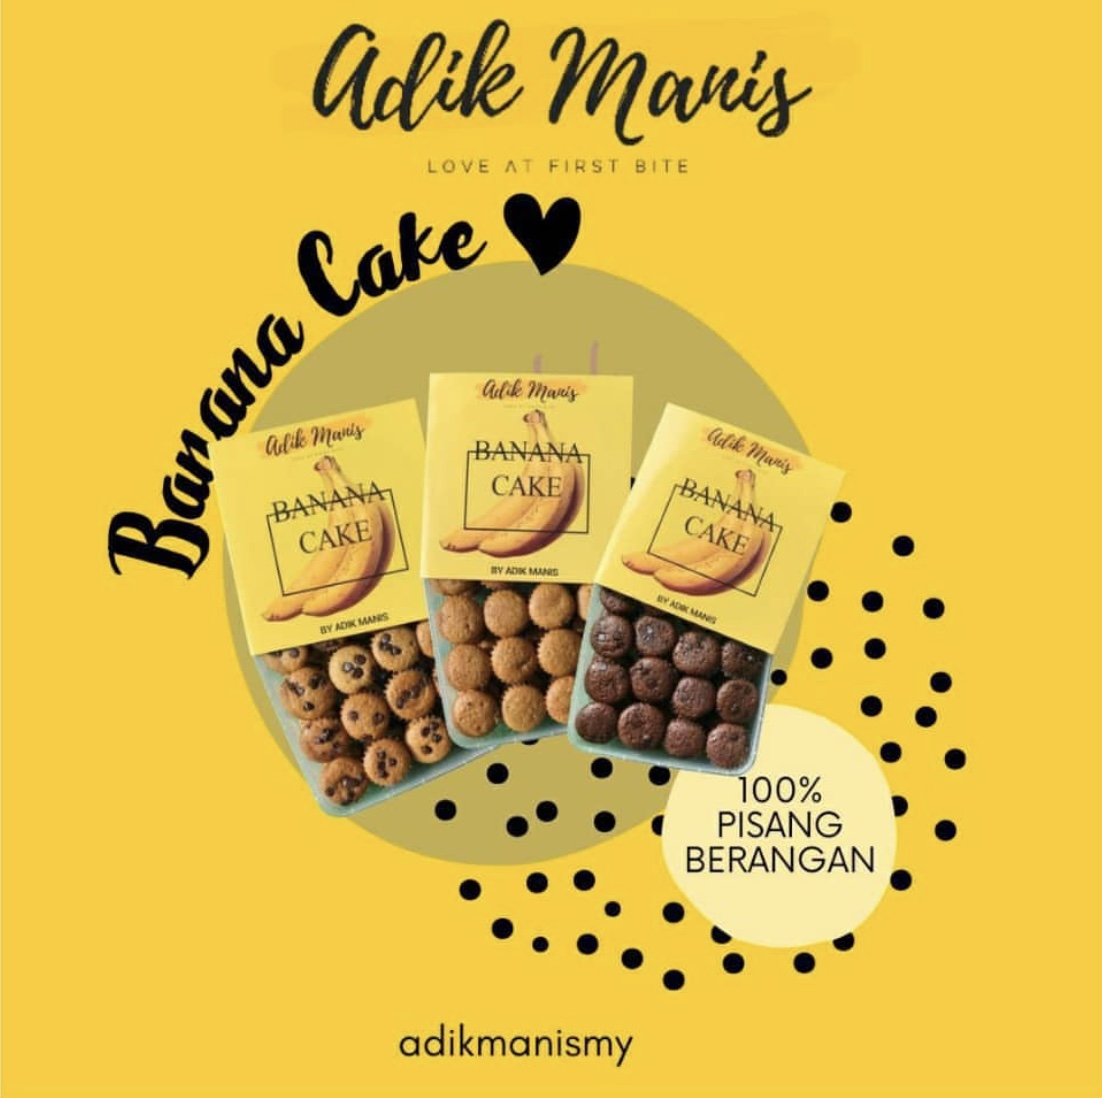 Adik Manis
LOVE AT FIRST BITE
Banana Cake
Adik Manis
BANANA
CAKE
BY ADIK MANIS
Adik Manis
BANANA
CAKE
BY ADIK MANIS
Adik Manis
BANANA
CAKE
BY ADIK MANIS
100%
PISANG
BERANGAN
adikmanismy